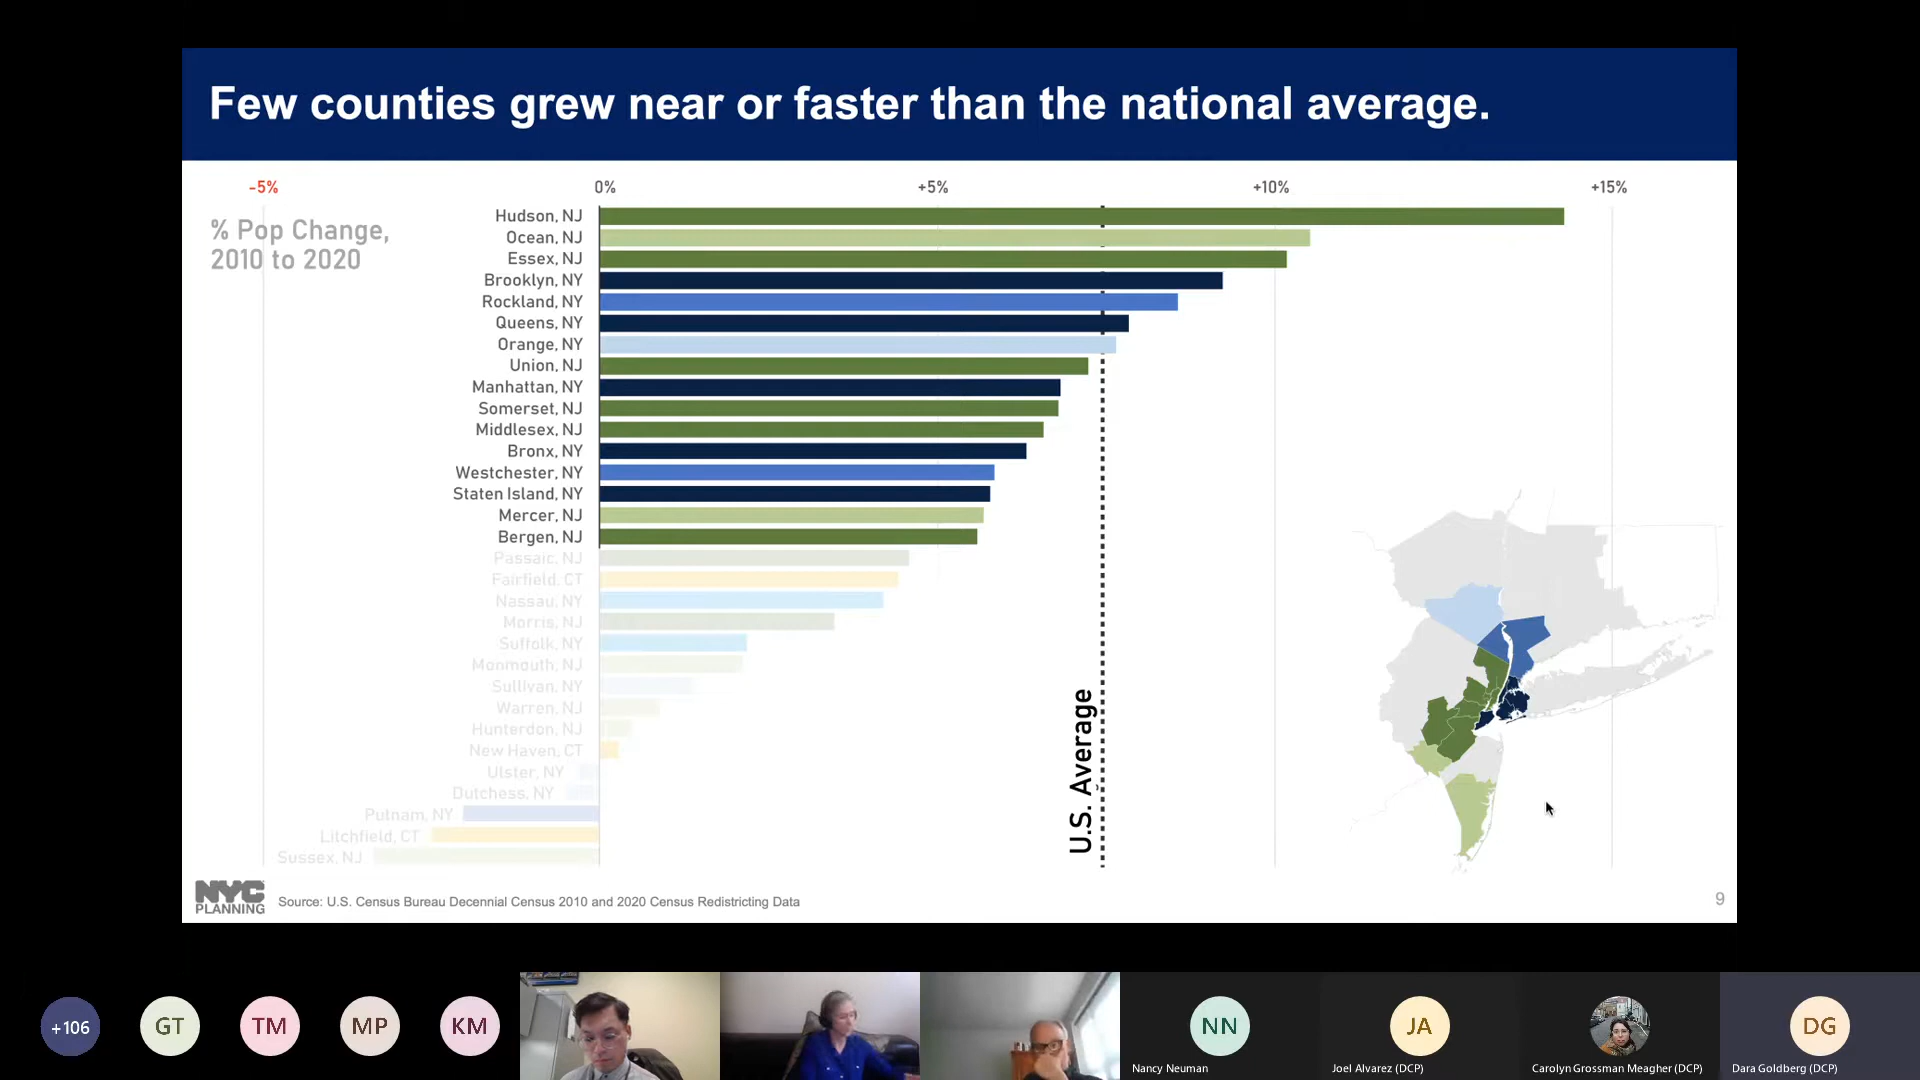 Few counties grew near or faster than the national average.
-5%
0%
+5%
+10%
+15%
% Pop Change,
2010 to 2020
Hudson, NJ
Ocean, NJ
Essex, NJ
Brooklyn, NY
Rockland, NY
Queens, NY
Orange, NY
Union, NJ
Manhattan, NY
Somerset, NJ
Middlesex, NJ
Bronx, NY
Westchester, NY
Staten Island, NY
Mercer, NJ
Bergen, NJ
Passaic, NJ
Fairfield, CT
Nassau, NY
Morris, NJ
Suffolk, NY
Monmouth, NJ
Sullivan, NY
Warren, NJ
Hunterdon, NJ
New Haven, CT
Ulster, NY
Dutchess, NY
Putnam, NY
Litchfield, CT
Sussex, NJ
U.S. Average
NYC
PLANNING
Source: U.S. Census Bureau Decennial Census 2010 and 2020 Census Redistricting Data
9
+106
GT
TM
MP
KM
NN
Nancy Neuman
JA
Joel Alvarez (DCP)
Carolyn Grossman Meagher (DCP)
DG
Dara Goldberg (DCP)